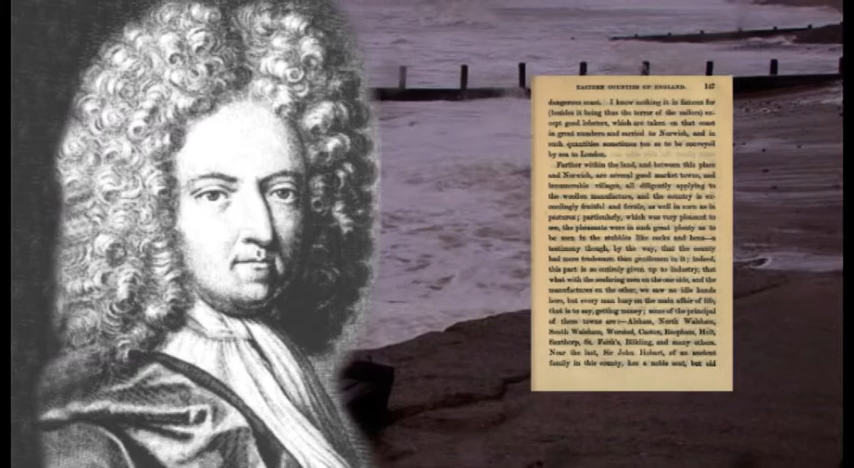 EASTERN COUNTIES OF ENGLAND. 147
dangerous coast. I know nothing it is famous for
(besides it being thus the terror of the sailors) ex-
cept good lobsters, which are taken on that coast
in great numbers and carried to Norwich, and in
such quantities sometimes too as to be conveyed
by sea to London.
Farther within the land, and between this place
and Norwich, are several good market towns, and
innumerable villages, all diligently applying to
the woollen manufacture, and the country is ex-
ceedingly fruitful and fertile, as well in corn as in
pastures; particularly, which was very pleasant to
see, the pheasants were in such great plenty as to
be seen in the stubbles like cocks and hens—a
testimony though, by the way, that the county
had more tradesmen than gentlemen in it; indeed,
this part is so entirely given up to industry, that
what with the seafaring men on the one side, and the
manufactures on the other, we saw no idle hands
here, but every man busy on the main affair of life,
that is to say, getting money; some of the principal
of these towns are:—Alsham, North Walsham,
South Walsham, Worsted, Caston, Reepham, Holt,
Saxthorp, St. Faith's, Blikling, and many others.
Near the last, Sir John Hobart, of an ancient
family in this county, has a noble seat, but old